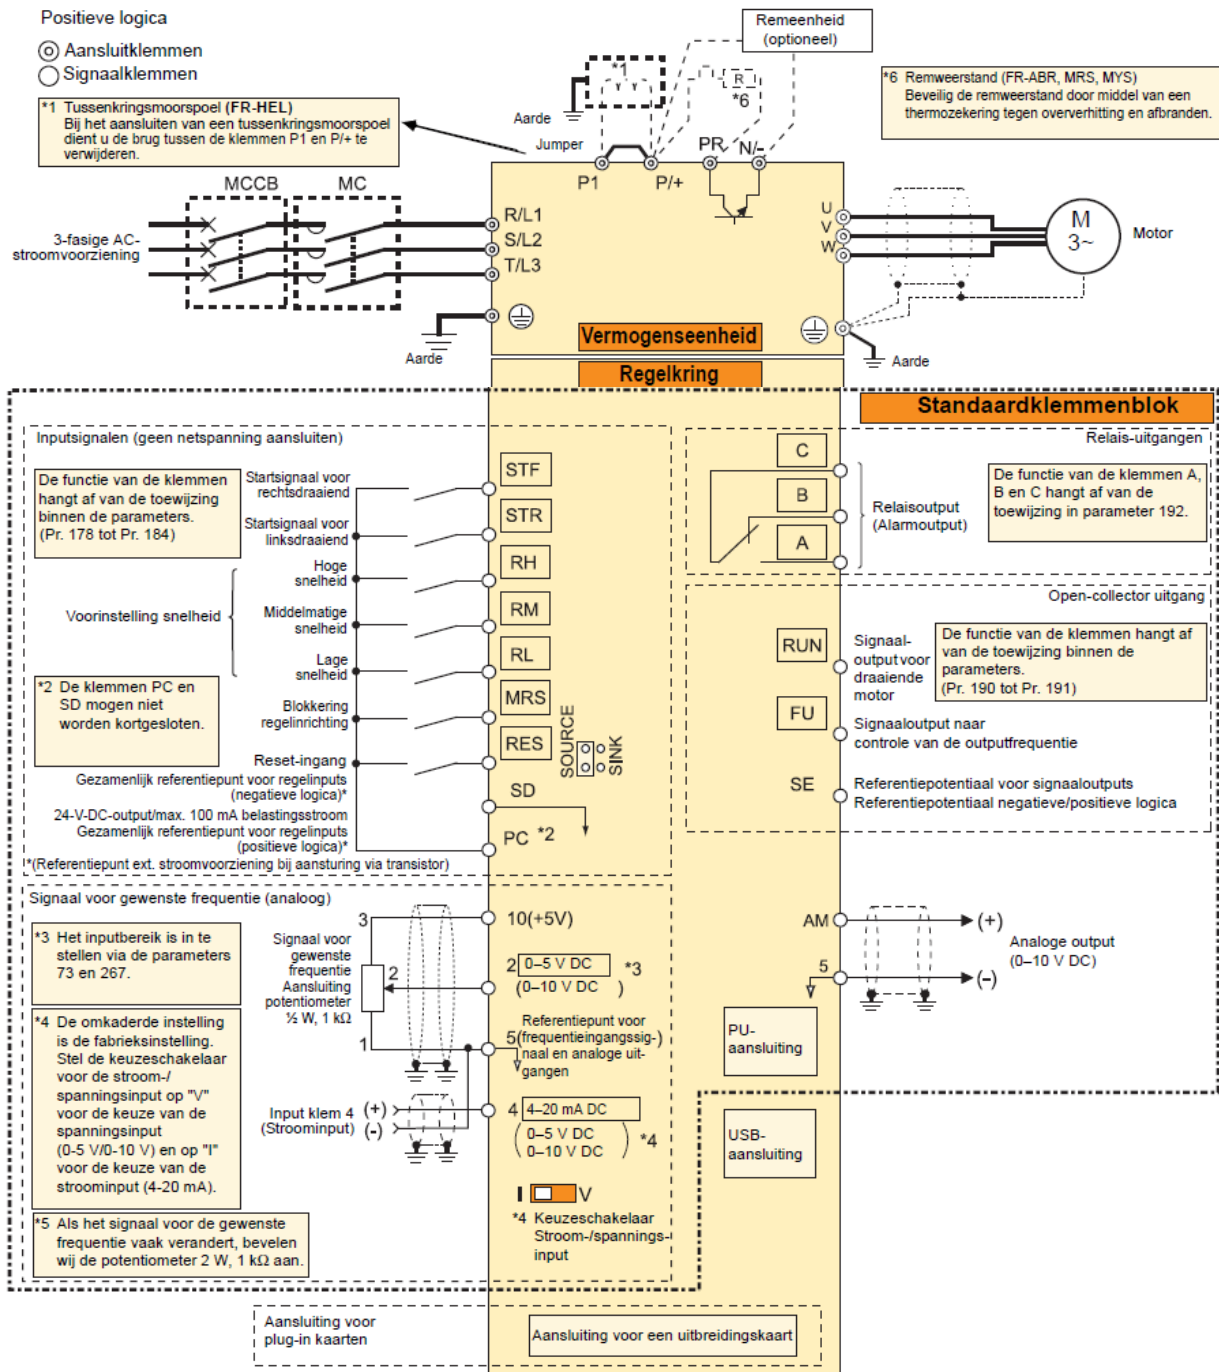 Positieve logica
Aansluitklemmen
Signaalklemmen
*1 Tussenkringsmoorspoel (FR-HEL)
Bij het aansluiten van een tussenkringsmoorspoel
dient u de brug tussen de klemmen P1 en P/+ te
verwijderen.
Remeenheid
(optioneel)
*1
R
*6
Aarde
Jumper
*6 Remweerstand (FR-ABR, MRS, MYS)
Beveilig de remweerstand door middel van een
thermozekering tegen oververhitting en afbranden.
P1
P/+
PR
N/-
MCCB
MC
3-fasige AC-
stroomvoorziening
R/L1
S/L2
T/L3
U
V
W
M
3~
Motor
Aarde
Aarde
Vermogenseenheid
Regelkring
Standaardklemmenblok
Inputsignalen (geen netspanning aansluiten)
De functie van de klemmen
hangt af van de toewijzing
binnen de parameters.
(Pr. 178 tot Pr. 184)
Startsignaal voor
rechtsdraaiend
STF
Startsignaal voor
linksdraaiend
STR
Voorinstelling snelheid
Hoge
snelheid
RH
Middelmatige
snelheid
RM
Lage
snelheid
RL
*2 De klemmen PC en
SD mogen niet
worden kortgesloten.
Blokkering
regelinrichting
MRS
Reset-ingang
RES
SOURCE
SINK
Gezamenlijk referentiepunt voor regelinputs
(negatieve logica)*
SD
24-V-DC-output/max. 100 mA belastingsstroom
Gezamenlijk referentiepunt voor regelinputs
(positieve logica)*
PC *2
*(Referentiepunt ext. stroomvoorziening bij aansturing via transistor)
Relais-uitgangen
C
B
A
Relaisoutput
(Alarmoutput)
De functie van de klemmen A,
B en C hangt af van de
toewijzing in parameter 192.
Open-collector uitgang
RUN
Signaal-
output voor
draaiende
motor
De functie van de klemmen hangt af
van de toewijzing binnen de
parameters.
(Pr. 190 tot Pr. 191)
FU
Signaaloutput naar
controle van de outputfrequentie
SE
Referentiepotentiaal voor signaaloutputs
Referentiepotentiaal negatieve/positieve logica
Signaal voor gewenste frequentie (analoog)
*3 Het inputbereik is in te
stellen via de parameters
73 en 267.
Signaal voor
gewenste
frequentie
Aansluiting
potentiometer
½ W, 1 kΩ
3
2
1
10(+5V)
2 0–5 V DC
(0–10 V DC ) *3
5 (Referentiepunt voor
frequentieingangssig-)
naal en analoge uit-
gangen
*4 De omkaderde instelling
is de fabrieksinstelling.
Stel de keuzeschakelaar
voor de stroom-/
spanningsinput op "V"
voor de keuze van de
spanningsinput
(0-5 V/0-10 V) en op "I"
voor de keuze van de
stroominput (4-20 mA).
Input klem 4
(Stroominput)
(+)
(-)
4 4–20 mA DC
(0–5 V DC
0–10 V DC) *4
I V
*4 Keuzeschakelaar
Stroom-/spannings-
input
*5 Als het signaal voor de gewenste
frequentie vaak verandert, bevelen
wij de potentiometer 2 W, 1 kΩ aan.
AM
5
(+)
(-)
Analoge output
(0–10 V DC)
PU-
aansluiting
USB-
aansluiting
Aansluiting voor
plug-in kaarten
Aansluiting voor een uitbreidingskaart